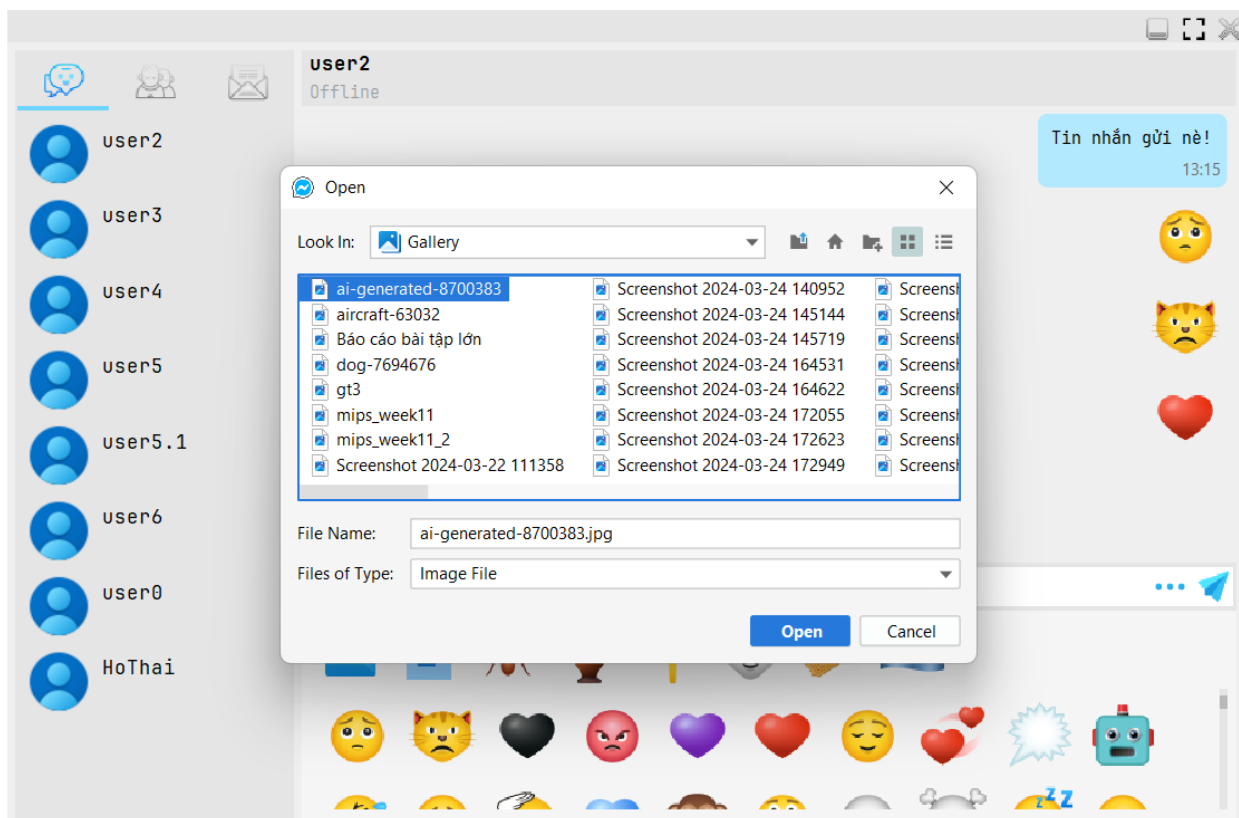 user2
Offline
user2
user3
user4
user5
user5.1
user6
user0
HoThai
Tin nhắn gửi nè!
13:15
Open
Look In:
Gallery
ai-generated-8700383
aircraft-63032
Báo cáo bài tập lớn
dog-7694676
gt3
mips_week11
mips_week11_2
Screenshot 2024-03-22 111358
Screenshot 2024-03-24 140952
Screenshot 2024-03-24 145144
Screenshot 2024-03-24 145719
Screenshot 2024-03-24 164531
Screenshot 2024-03-24 164622
Screenshot 2024-03-24 172055
Screenshot 2024-03-24 172623
Screenshot 2024-03-24 172949
File Name:
ai-generated-8700383.jpg
Files of Type:
Image File
Open
Cancel